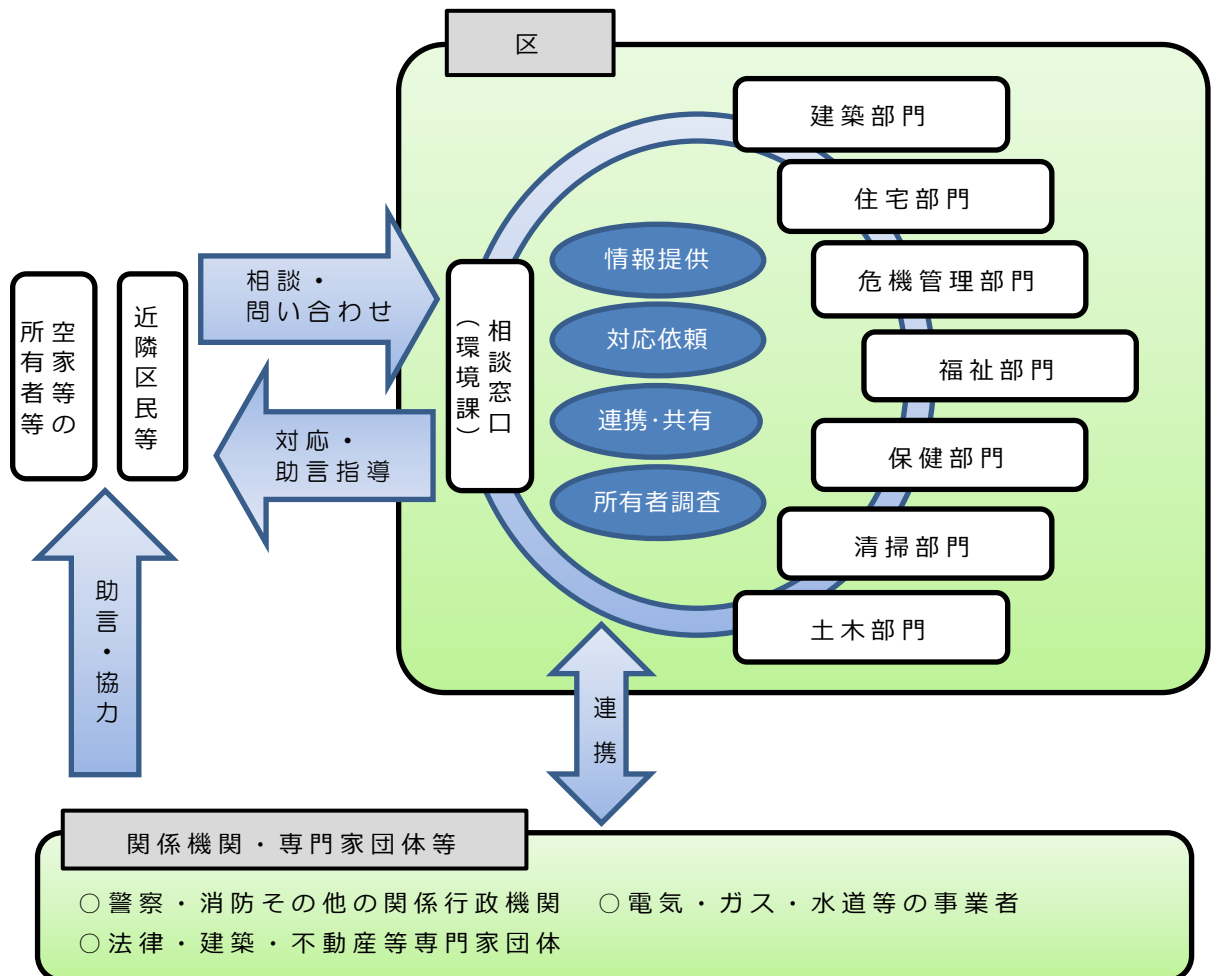 区
建築部門
住宅部門
危機管理部門
福祉部門
保健部門
清掃部門
土木部門
情報提供
対応依頼
連携・共有
所有者調査
相談窓口
（環境課）
相談・
問い合わせ
対応・
助言指導
近隣区民等
空家等の
所有者等
助言・協力
連携
関係機関・専門家団体等
○警察・消防その他の関係行政機関　○電気・ガス・水道等の事業者
○法律・建築・不動産等専門家団体